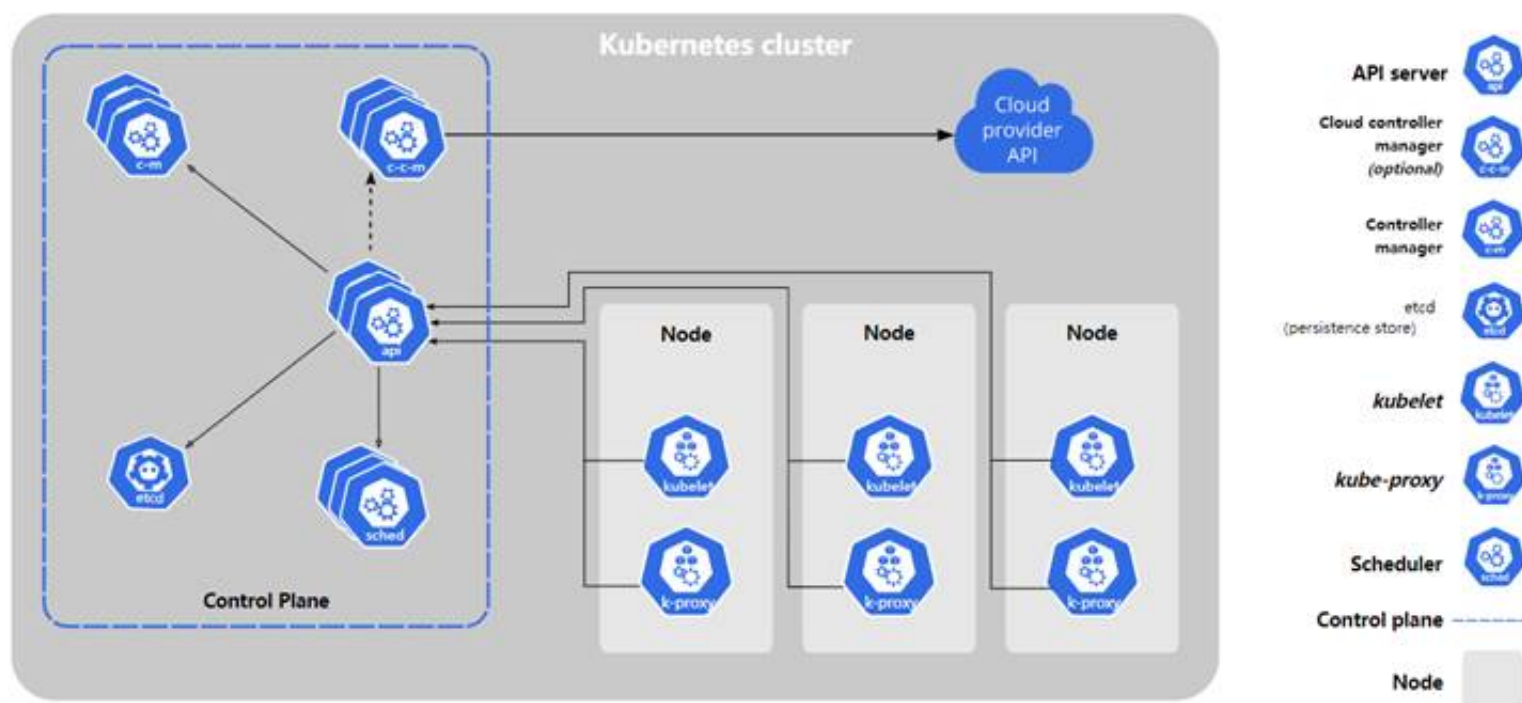 Kubernetes cluster
c-m
c-c-m
Cloud
provider
API
api
etcd
sched
Control Plane
Node
kubelet
k-proxy
Node
kubelet
k-proxy
Node
kubelet
k-proxy
API server
api
Cloud controller
manager
(optional)
c-c-m
Controller
manager
c-m
etcd
(persistence store)
etcd
kubelet
kubelet
kube-proxy
k-proxy
Scheduler
sched
Control plane
Node